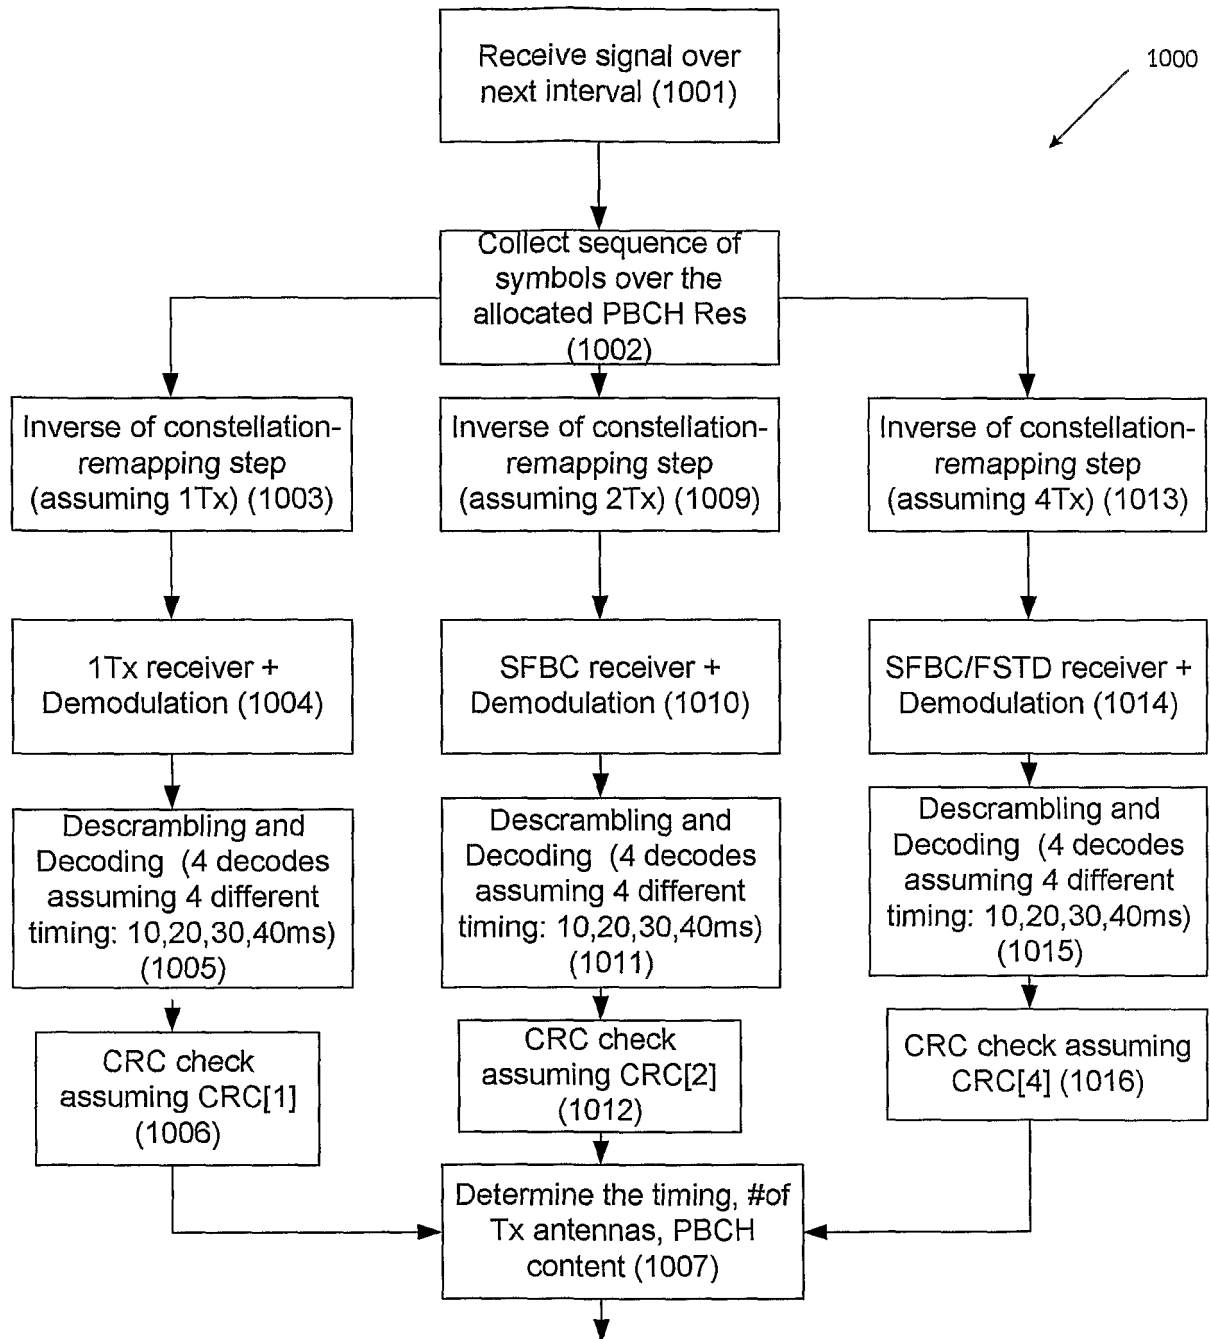 Receive signal over
next interval (1001)
1000
Collect sequence of
symbols over the
allocated PBCH Res
(1002)
Inverse of constellation-
remapping step
(assuming 1Tx) (1003)
Inverse of constellation-
remapping step
(assuming 2Tx) (1009)
Inverse of constellation-
remapping step
(assuming 4Tx) (1013)
1Tx receiver +
Demodulation (1004)
SFBC receiver +
Demodulation (1010)
SFBC/FSTD receiver +
Demodulation (1014)
Descrambling and
Decoding (4 decodes
assuming 4 different
timing: 10,20,30,40ms)
(1005)
Descrambling and
Decoding (4 decodes
assuming 4 different
timing: 10,20,30,40ms)
(1011)
Descrambling and
Decoding (4 decodes
assuming 4 different
timing: 10,20,30,40ms)
(1015)
CRC check
assuming CRC[1]
(1006)
CRC check
assuming CRC[2]
(1012)
CRC check assuming
CRC[4] (1016)
Determine the timing, #of
Tx antennas, PBCH
content (1007)